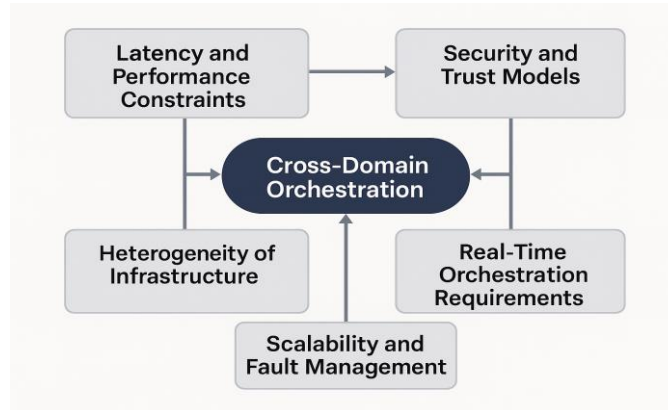 Latency and
Performance
Constraints
Security and
Trust Models
Cross-Domain
Orchestration
Heterogeneity of
Infrastructure
Real-Time
Orchestration
Requirements
Scalability and
Fault Management